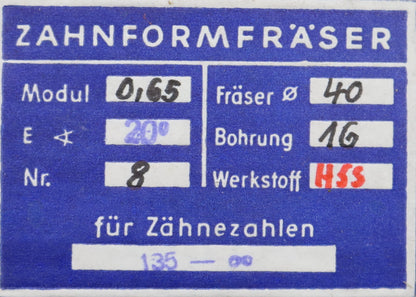 ZAHNFORMFRÄSER
Modul 0,65
E ∢ 20°
Nr. 8
Fräser ø 40
Bohrung 16
Werkstoff HSS
für Zähnezahlen
135 — ∞